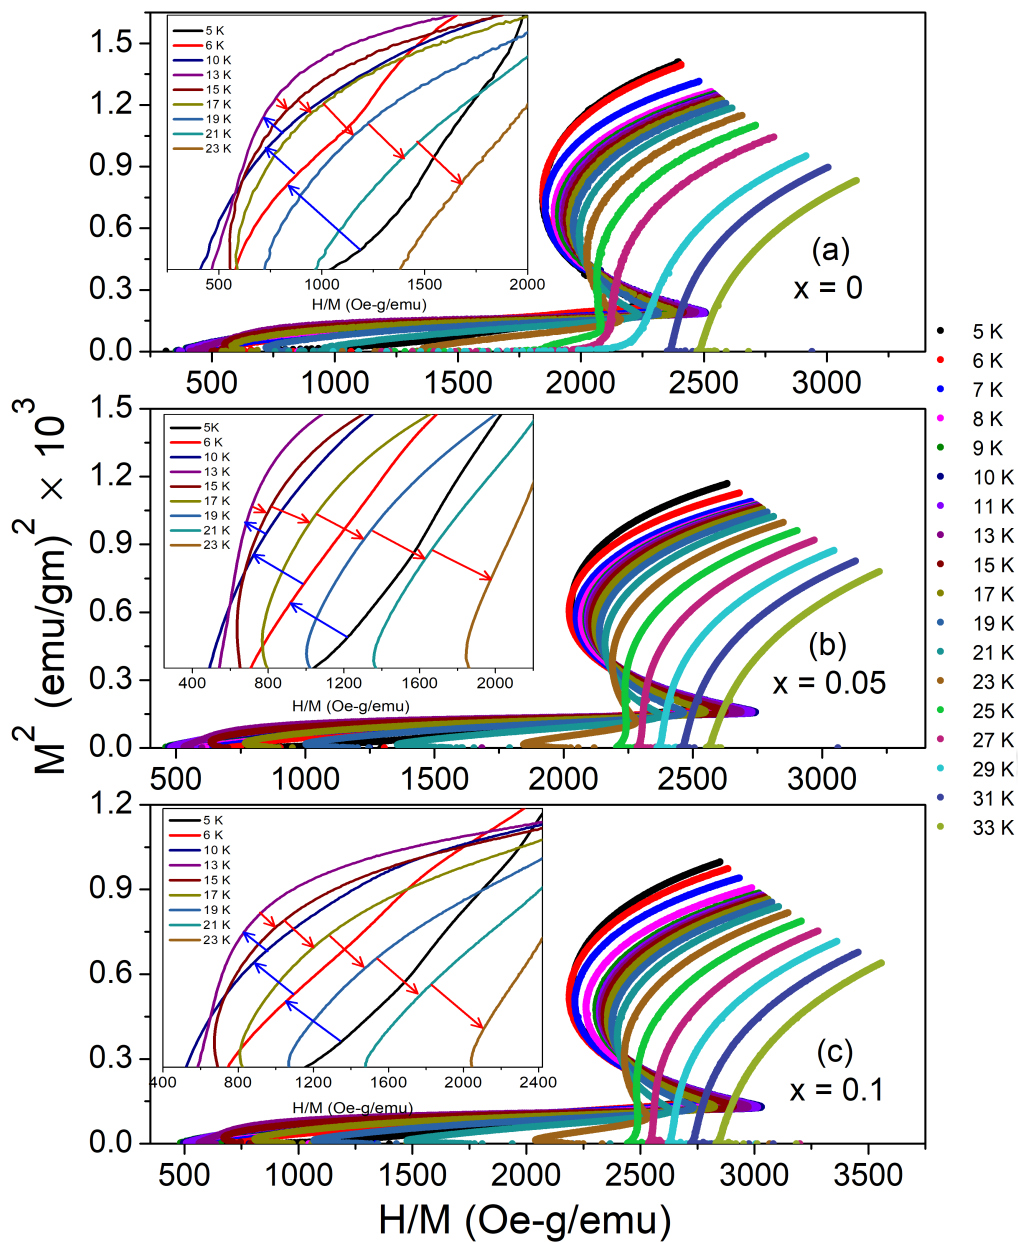 M² (emu/gm)² × 10³
1.5
1.2
0.9
0.6
0.3
0.0
5 K
6 K
10 K
13 K
15 K
17 K
19 K
21 K
23 K
500 1000 1500 2000
H/M (Oe-g/emu)
(a)
x = 0
500 1000 1500 2000 2500 3000
1.5
1.2
0.9
0.6
0.3
0.0
5K
6 K
10 K
13 K
15 K
17 K
19 K
21 K
23 K
400 800 1200 1600 2000
H/M (Oe-g/emu)
(b)
x = 0.05
500 1000 1500 2000 2500 3000
1.2
0.9
0.6
0.3
0.0
5 K
6 K
10 K
13 K
15 K
17 K
19 K
21 K
23 K
400 800 1200 1600 2000 2400
H/M (Oe-g/emu)
(c)
x = 0.1
500 1000 1500 2000 2500 3000 3500
H/M (Oe-g/emu)
5 K
6 K
7 K
8 K
9 K
10 K
11 K
13 K
15 K
17 K
19 K
21 K
23 K
25 K
27 K
29 K
31 K
33 K